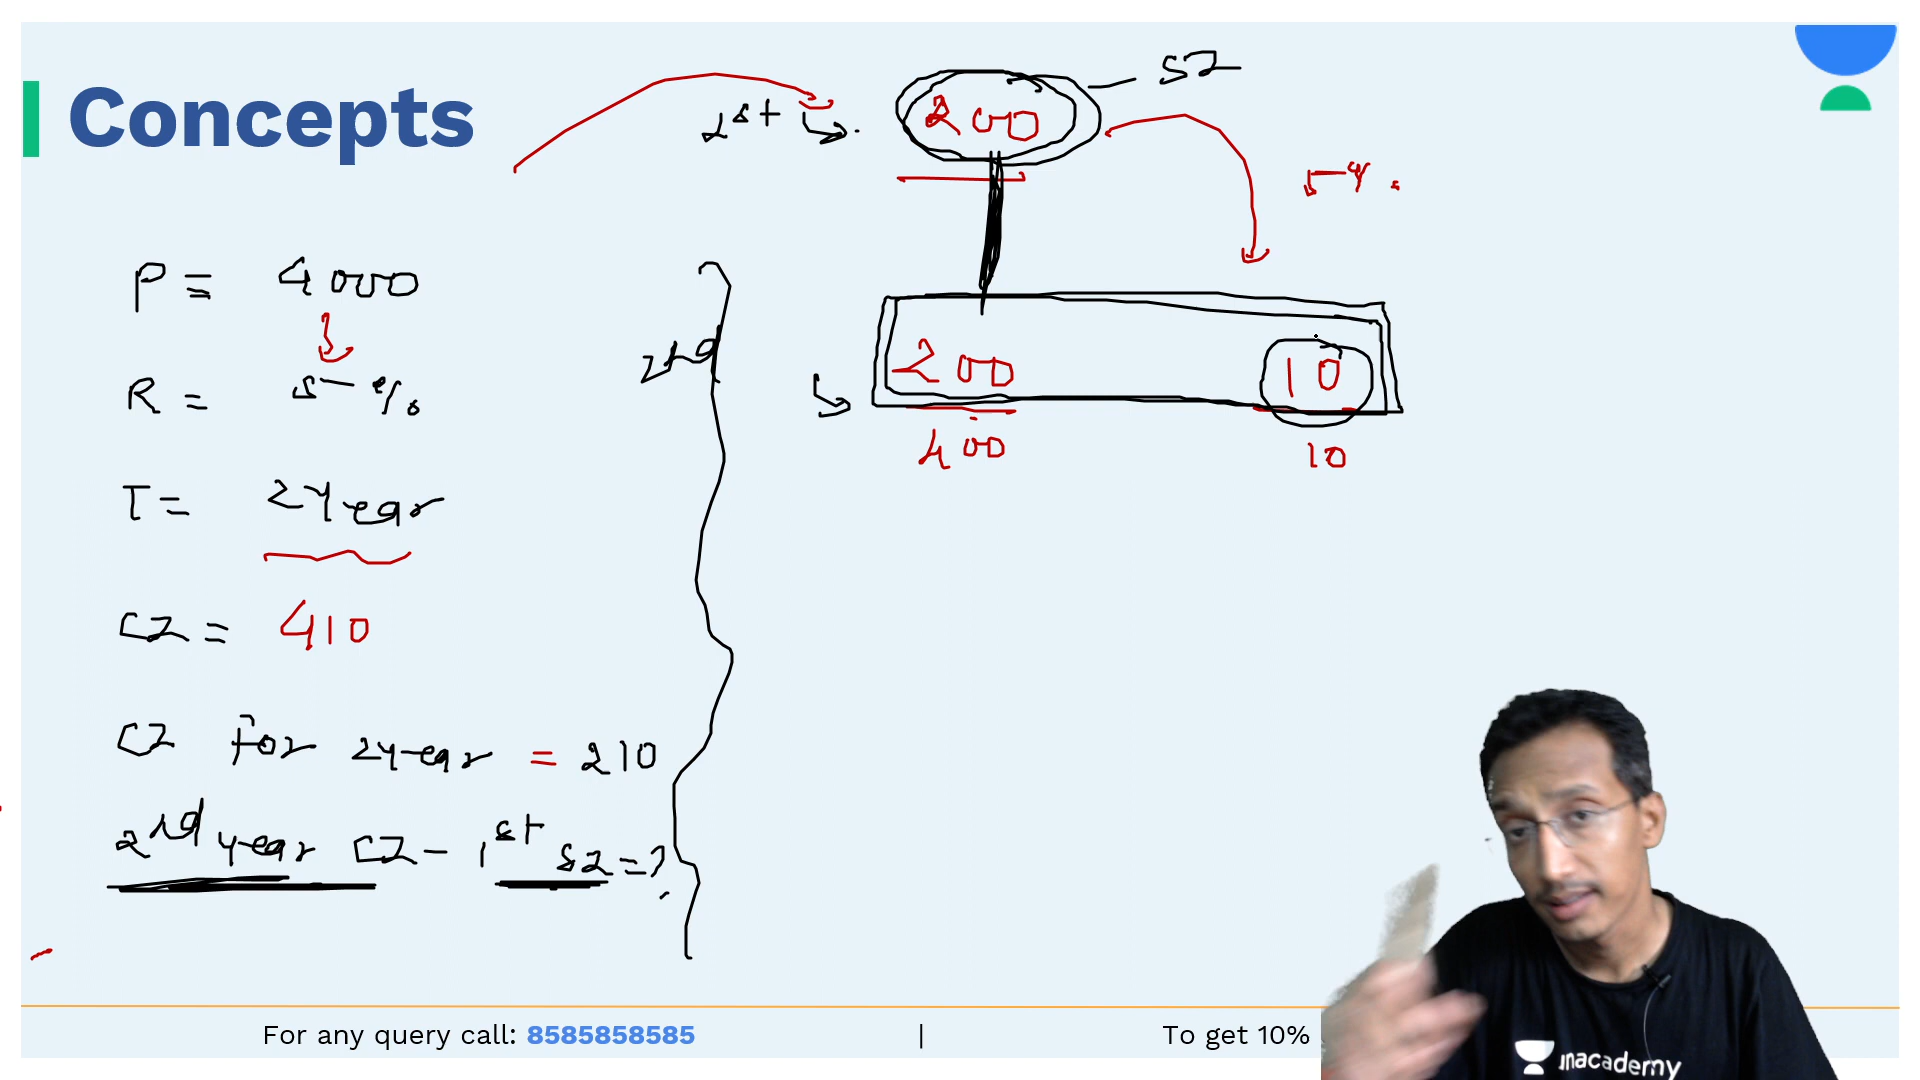 Concepts
P = 4000
R = 5%
T = 2year
CI = 410
CI For 2year = 210
2nd year CI - 1st SI = ?
1st
200
SI
5%
2nd
200 10
400 10
For any query call: 8585858585 | To get 10%
unacademy